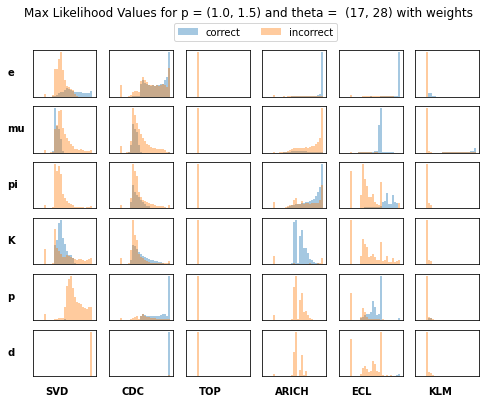 Max Likelihood Values for p = (1.0, 1.5) and theta =  (17, 28) with weights
correct incorrect
e
mu
pi
K
p
d
SVD CDC TOP ARICH ECL KLM